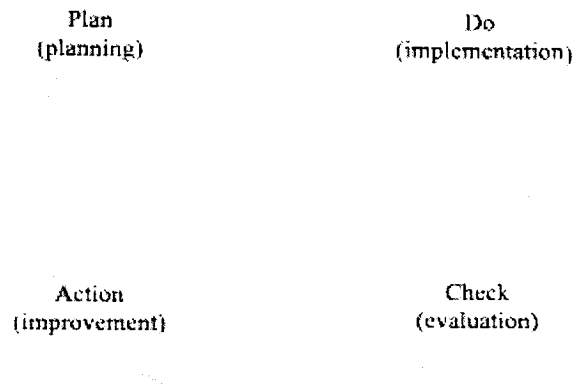 Plan
(planning)
Do
(implementation)
Action
(improvement)
Check
(evaluation)